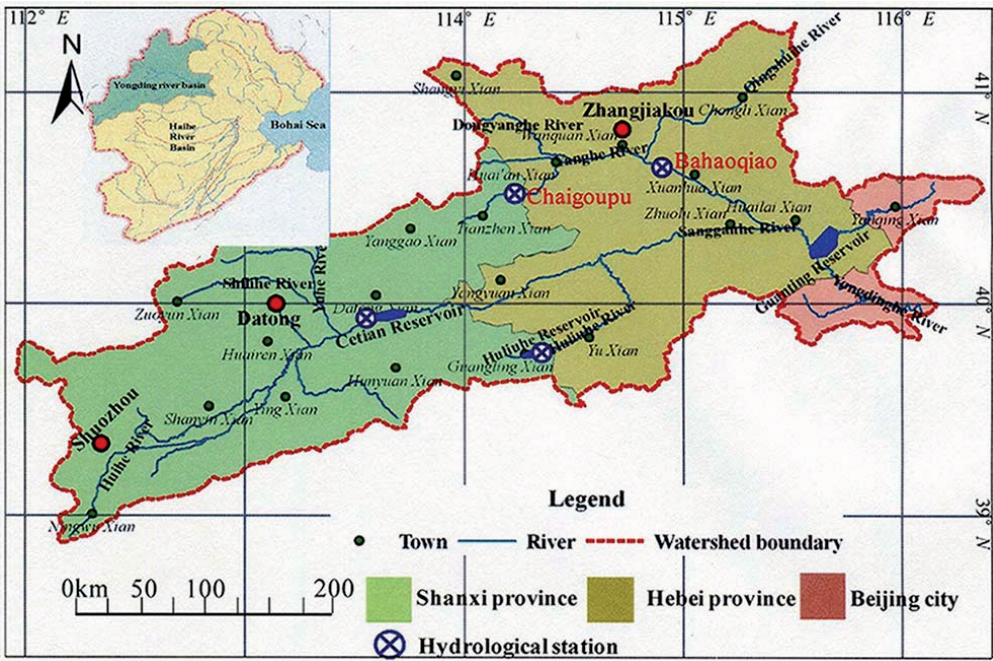 112° E
114° E
115° E
116° E
N
Yongding river basin
Haihe
River
Basin
Bohai Sea
Shangyi Xian
Qingshuihe River
Chongli Xian
41° N
Zhangjiakou
Dongyanghe River
Wanquan Xian
Yanghe River
Bahaoqiao
Huai'an Xian
Xuanhua Xian
Chaigoupu
Zhuolu Xian
Huailai Xian
Yanqing Xian
Tianzhen Xian
Yanggao Xian
Sangganhe River
Guanting Reservoir
Yongdinghe River
Shilihe River
Yuhe River
Zuoyun Xian
Datong
Datong Xian
Yangyuan Xian
40° N
Cetian Reservoir
Huliuhe Reservoir
Huliuhe River
Huairen Xian
Yu Xian
Guangling Xian
Hunyuan Xian
Shanyin Xian
Ying Xian
Shuozhou
Huihe River
Ningwu Xian
39° N
Legend
Town
River
Watershed boundary
0km 50 100 200
Shanxi province
Hebei province
Beijing city
Hydrological station